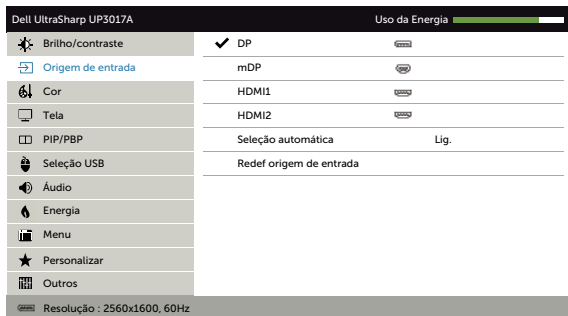 Dell UltraSharp UP3017A Uso da Energia
Brilho/contraste DP
Origem de entrada mDP
Cor HDMI1
Tela HDMI2
PIP/PBP Seleção automática Lig.
Seleção USB Redef origem de entrada
Áudio
Energia
Menu
Personalizar
Outros
Resolução : 2560x1600, 60Hz